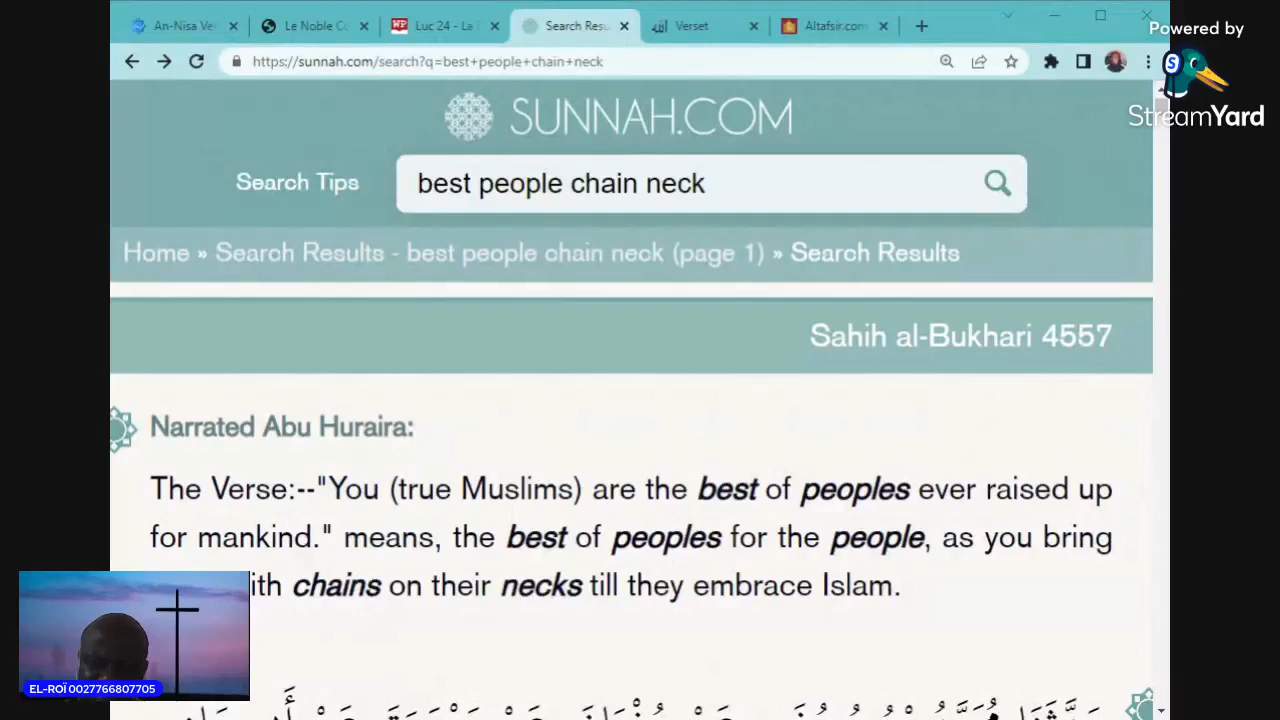 An-Nisa Ve
Le Noble C
Luc 24 - La
Search Resu
Verset
Altafsir.com
Powered by
https://sunnah.com/search?q=best+people+chain+neck
StreamYard
SUNNAH.COM
Search Tips
best people chain neck
Home » Search Results - best people chain neck (page 1) » Search Results
Sahih al-Bukhari 4557
Narrated Abu Huraira:
The Verse:--"You (true Muslims) are the best of peoples ever raised up
for mankind." means, the best of peoples for the people, as you bring
ith chains on their necks till they embrace Islam.
EL-ROÏ 0027766807705